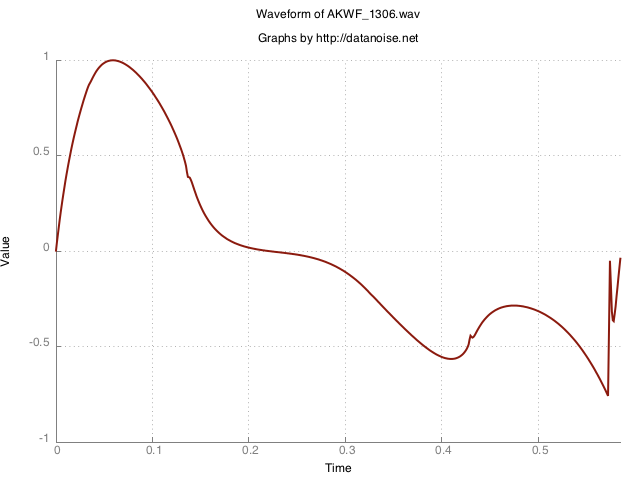 Waveform of AKWF_1306.wav
Graphs by http://datanoise.net
1
0.5
0
-0.5
-1
Value
0 0.1 0.2 0.3 0.4 0.5
Time